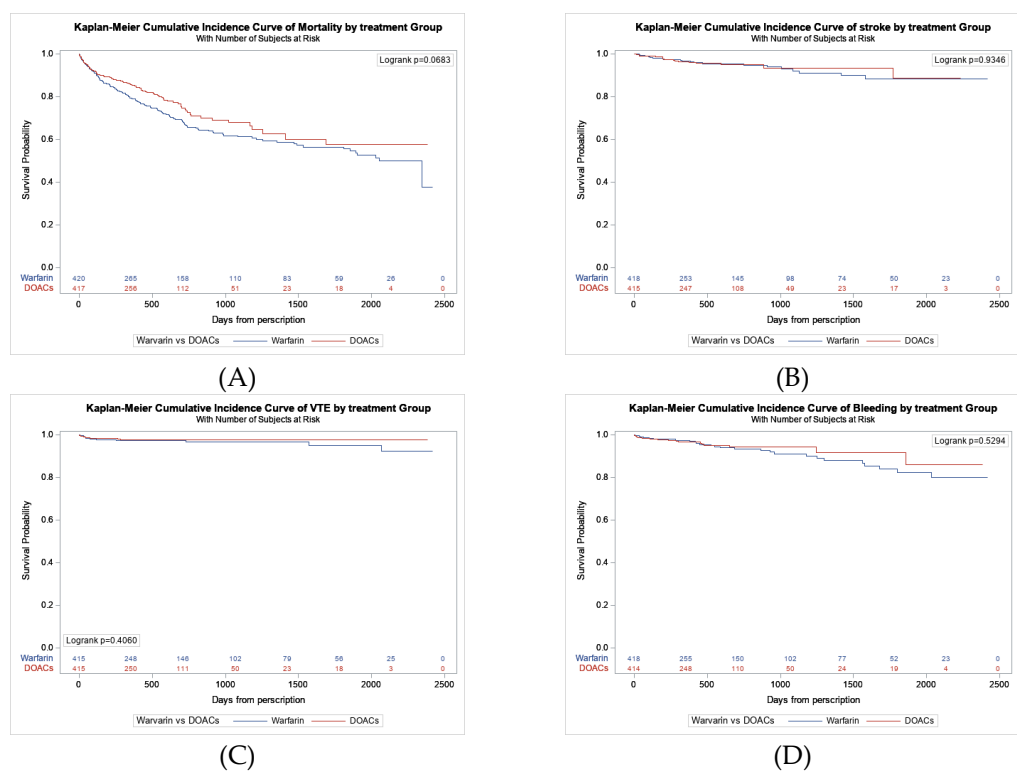 Kaplan-Meier Cumulative Incidence Curve of Mortality by treatment Group
With Number of Subjects at Risk
Logrank p=0.0683
Survival Probability
1.0
0.8
0.6
0.4
0.2
0.0
Warfarin 420 265 158 110 83 59 26 0
DOACs 417 256 112 51 23 18 4 0
0 500 1000 1500 2000 2500
Days from perscription
Warvarin vs DOACs Warfarin DOACs
(A)
Kaplan-Meier Cumulative Incidence Curve of stroke by treatment Group
With Number of Subjects at Risk
Logrank p=0.9346
Survival Probability
1.0
0.8
0.6
0.4
0.2
0.0
Warfarin 418 253 145 98 74 50 23 0
DOACs 415 247 108 49 23 17 3 0
0 500 1000 1500 2000 2500
Days from perscription
Warvarin vs DOACs Warfarin DOACs
(B)
Kaplan-Meier Cumulative Incidence Curve of VTE by treatment Group
With Number of Subjects at Risk
Survival Probability
1.0
0.8
0.6
0.4
0.2
0.0
Logrank p=0.4060
Warfarin 415 248 146 102 79 56 25 0
DOACs 415 250 111 50 23 18 3 0
0 500 1000 1500 2000 2500
Days from perscription
Warvarin vs DOACs Warfarin DOACs
(C)
Kaplan-Meier Cumulative Incidence Curve of Bleeding by treatment Group
With Number of Subjects at Risk
Logrank p=0.5294
Survival Probability
1.0
0.8
0.6
0.4
0.2
0.0
Warfarin 418 255 150 102 77 52 23 0
DOACs 414 248 110 50 24 19 4 0
0 500 1000 1500 2000 2500
Days from perscription
Warvarin vs DOACs Warfarin DOACs
(D)